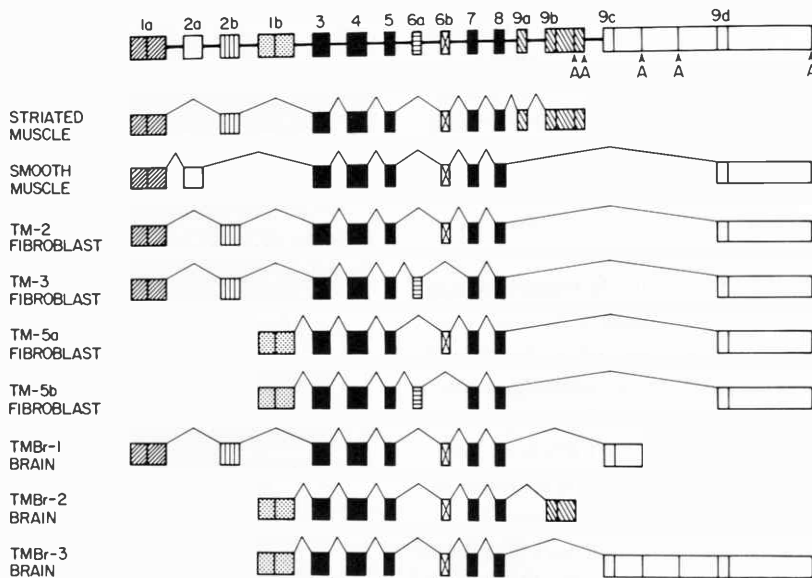 1a 2a 2b 1b 3 4 5 6a 6b 7 8 9a 9b 9c 9d
AA A A A
STRIATED
MUSCLE
SMOOTH
MUSCLE
TM-2
FIBROBLAST
TM-3
FIBROBLAST
TM-5a
FIBROBLAST
TM-5b
FIBROBLAST
TMBr-1
BRAIN
TMBr-2
BRAIN
TMBr-3
BRAIN